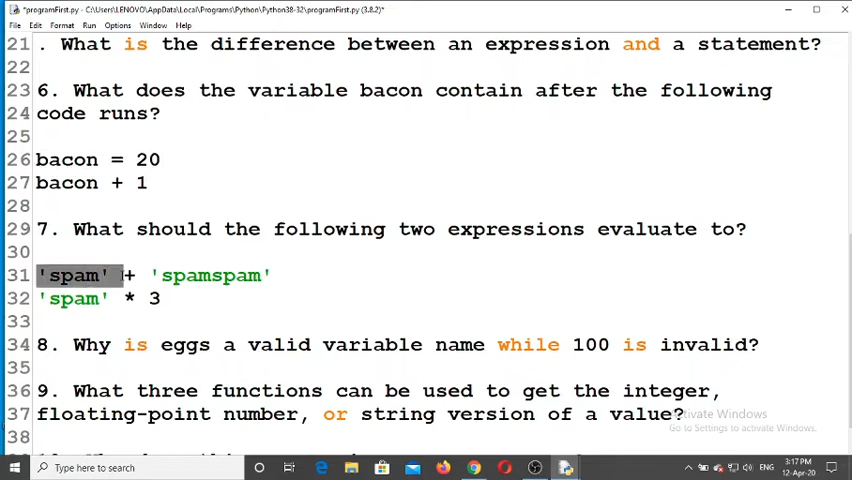 *programFirst.py - C:\Users\LENOVO\AppData\Local\Programs\Python\Python38-32\programFirst.py (3.8.2)*
File Edit Format Run Options Window Help
21 . What is the difference between an expression and a statement?
22
23 6. What does the variable bacon contain after the following
24 code runs?
25
26 bacon = 20
27 bacon + 1
28
29 7. What should the following two expressions evaluate to?
30
31 'spam' + 'spamspam'
32 'spam' * 3
33
34 8. Why is eggs a valid variable name while 100 is invalid?
35
36 9. What three functions can be used to get the integer,
37 floating-point number, or string version of a value?
38
Activate Windows
Go to Settings to activate Windows.
Type here to search
ENG
3:17 PM
12-Apr-20